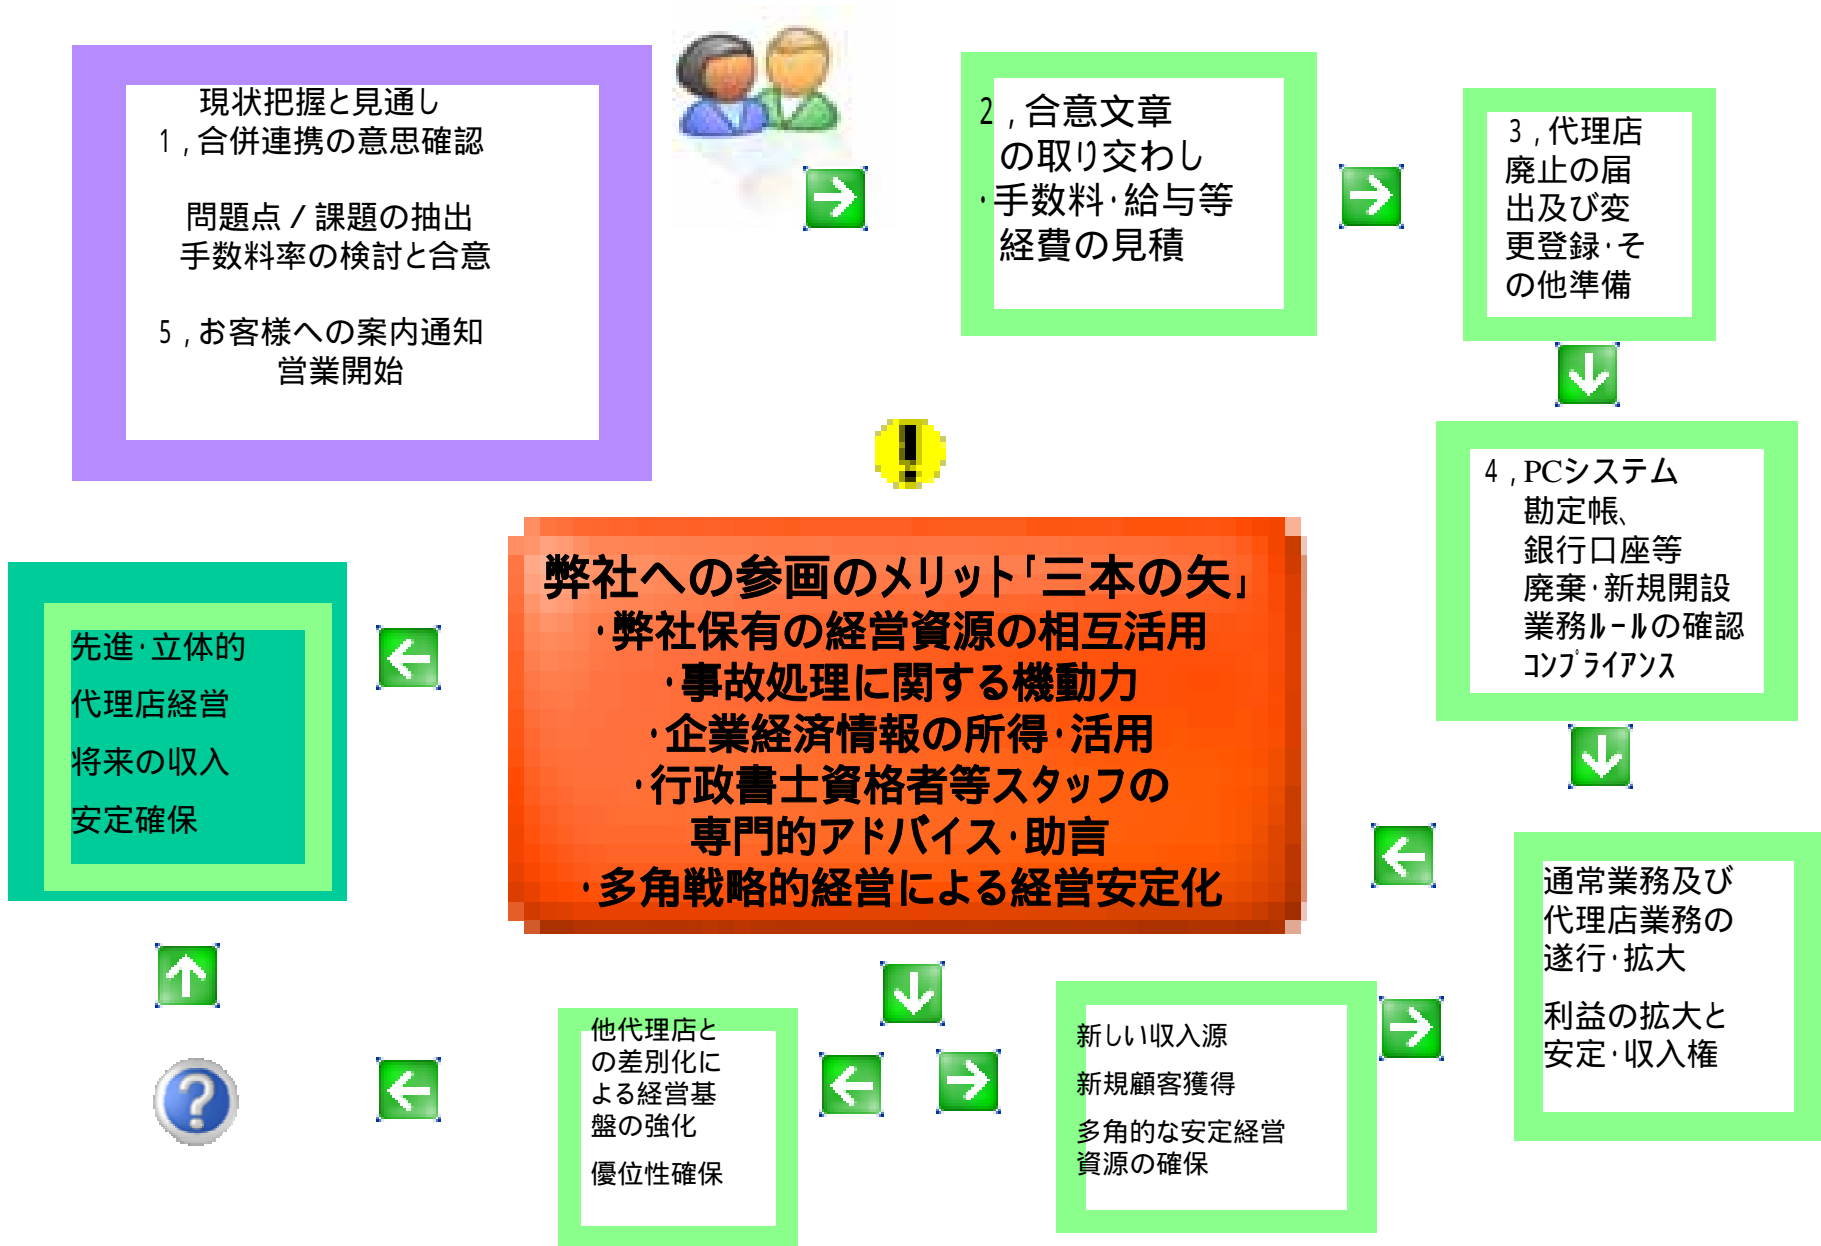 現状把握と見通し
1,合併連携の意思確認
問題点/課題の抽出
手数料率の検討と合意
5,お客様への案内通知
営業開始
2,合意文章
の取り交わし
・手数料・給与等
経費の見積
3,代理店
廃止の届
出及び変
更登録・そ
の他準備
4,PCシステム
勘定帳、
銀行口座等
廃棄・新規開設
業務ルールの確認
コンプライアンス
弊社への参画のメリット「三本の矢」
・弊社保有の経営資源の相互活用
・事故処理に関する機動力
・企業経済情報の所得・活用
・行政書士資格者等スタッフの
専門的アドバイス・助言
・多角戦略的経営による経営安定化
先進・立体的
代理店経営
将来の収入
安定確保
通常業務及び
代理店業務の
遂行・拡大
利益の拡大と
安定・収入権
他代理店と
の差別化に
よる経営基
盤の強化
優位性確保
新しい収入源
新規顧客獲得
多角的な安定経営
資源の確保